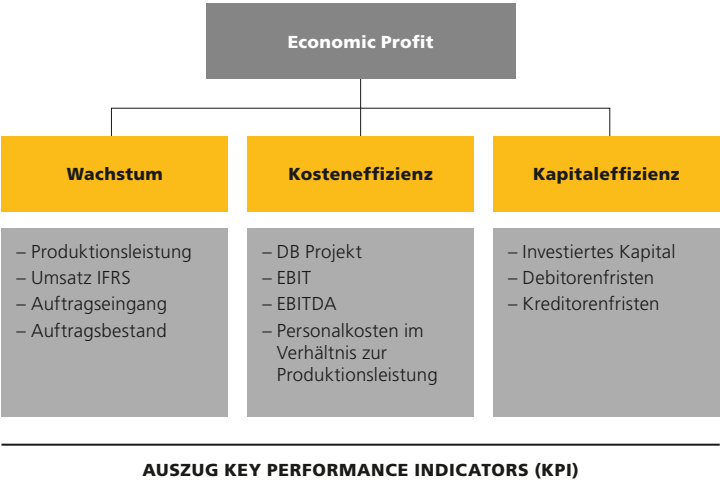 Economic Profit
Wachstum
Kosteneffizienz
Kapitaleffizienz
– Produktionsleistung
– Umsatz IFRS
– Auftragseingang
– Auftragsbestand
– DB Projekt
– EBIT
– EBITDA
– Personalkosten im
Verhältnis zur
Produktionsleistung
– Investiertes Kapital
– Debitorenfristen
– Kreditorenfristen
AUSZUG KEY PERFORMANCE INDICATORS (KPI)